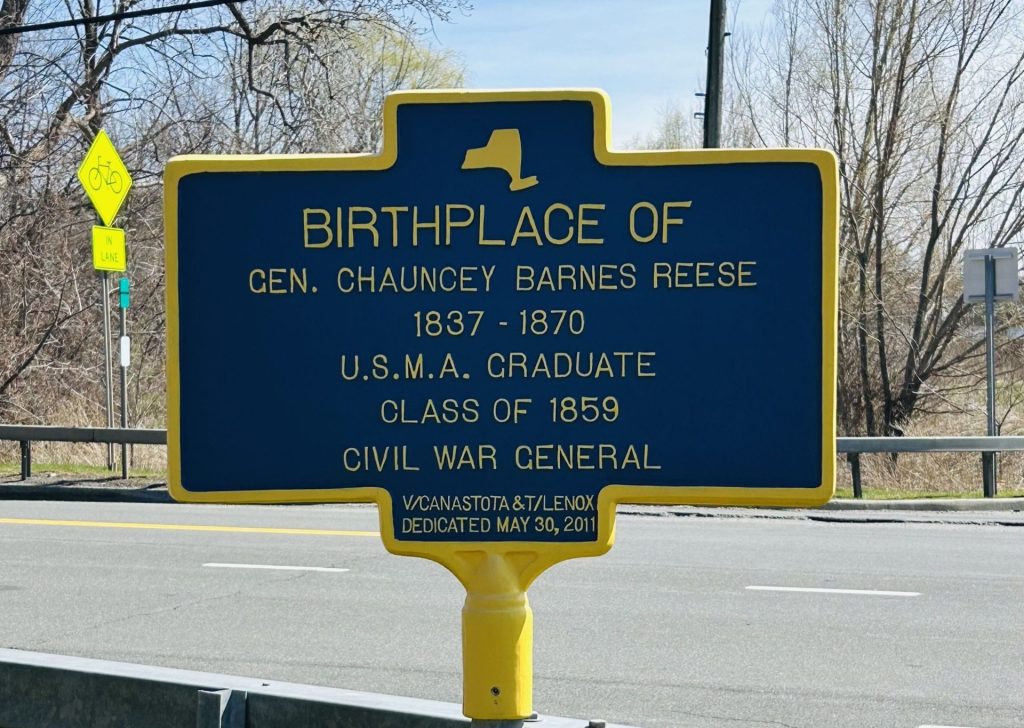 BIRTHPLACE OF
GEN. CHAUNCEY BARNES REESE
1837 - 1870
U.S.M.A. GRADUATE
CLASS OF 1859
CIVIL WAR GENERAL
V/CANASTOTA & T/LENOX
DEDICATED MAY 30, 2011
IN
LANE